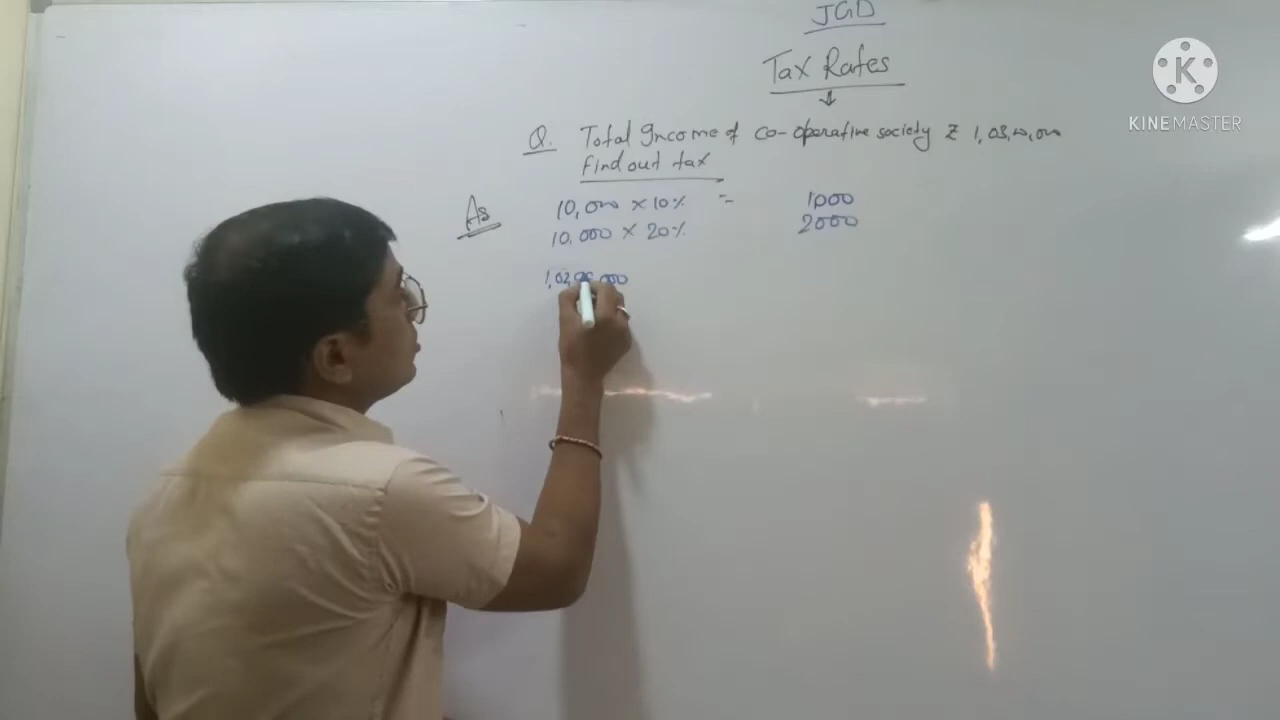 JGD
Tax Rates
KINEMASTER
Q. Total Income of co-operative society ₹ 1,03,00,000
find out tax
As 10,000 × 10% = 1000
10,000 × 20% 2000
000